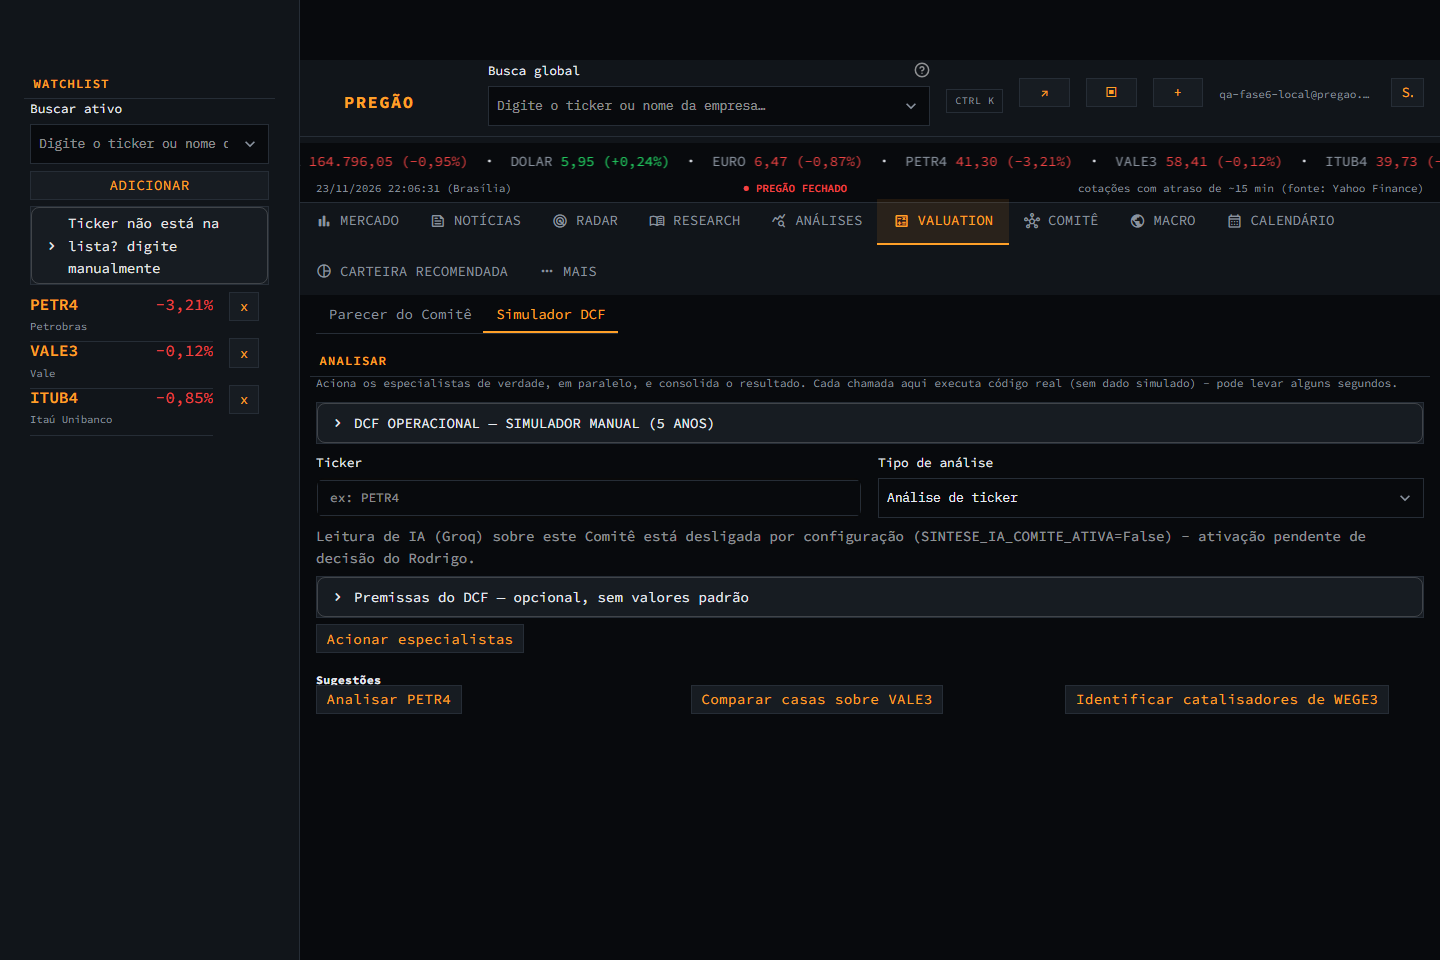 WATCHLIST
Buscar ativo
Digite o ticker ou nome d
ADICIONAR
Ticker não está na
lista? digite
manualmente
PETR4 -3,21% x
Petrobras
VALE3 -0,12% x
Vale
ITUB4 -0,85% x
Itaú Unibanco
PREGÃO
Busca global
Digite o ticker ou nome da empresa…
CTRL K
qa-fase6-local@pregao.…
S.
164.796,05 (-0,95%) • DOLAR 5,95 (+0,24%) • EURO 6,47 (-0,87%) • PETR4 41,30 (-3,21%) • VALE3 58,41 (-0,12%) • ITUB4 39,73 (-
23/11/2026 22:06:31 (Brasília)
● PREGÃO FECHADO
cotações com atraso de ~15 min (fonte: Yahoo Finance)
MERCADO
NOTÍCIAS
RADAR
RESEARCH
ANÁLISES
VALUATION
COMITÊ
MACRO
CALENDÁRIO
CARTEIRA RECOMENDADA
MAIS
Parecer do Comitê
Simulador DCF
ANALISAR
Aciona os especialistas de verdade, em paralelo, e consolida o resultado. Cada chamada aqui executa código real (sem dado simulado) - pode levar alguns segundos.
DCF OPERACIONAL — SIMULADOR MANUAL (5 ANOS)
Ticker
ex: PETR4
Tipo de análise
Análise de ticker
Leitura de IA (Groq) sobre este Comitê está desligada por configuração (SINTESE_IA_COMITE_ATIVA=False) - ativação pendente de
decisão do Rodrigo.
Premissas do DCF — opcional, sem valores padrão
Acionar especialistas
Sugestões
Analisar PETR4
Comparar casas sobre VALE3
Identificar catalisadores de WEGE3